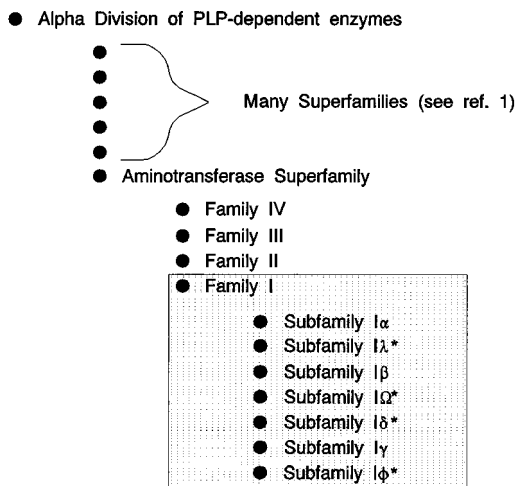 ● Alpha Division of PLP-dependent enzymes
Many Superfamilies (see ref. 1)
● Aminotransferase Superfamily
● Family IV
● Family III
● Family II
● Family I
● Subfamily Iα
● Subfamily Iλ*
● Subfamily Iβ
● Subfamily IΩ*
● Subfamily Iδ*
● Subfamily Iγ
● Subfamily Iϕ*